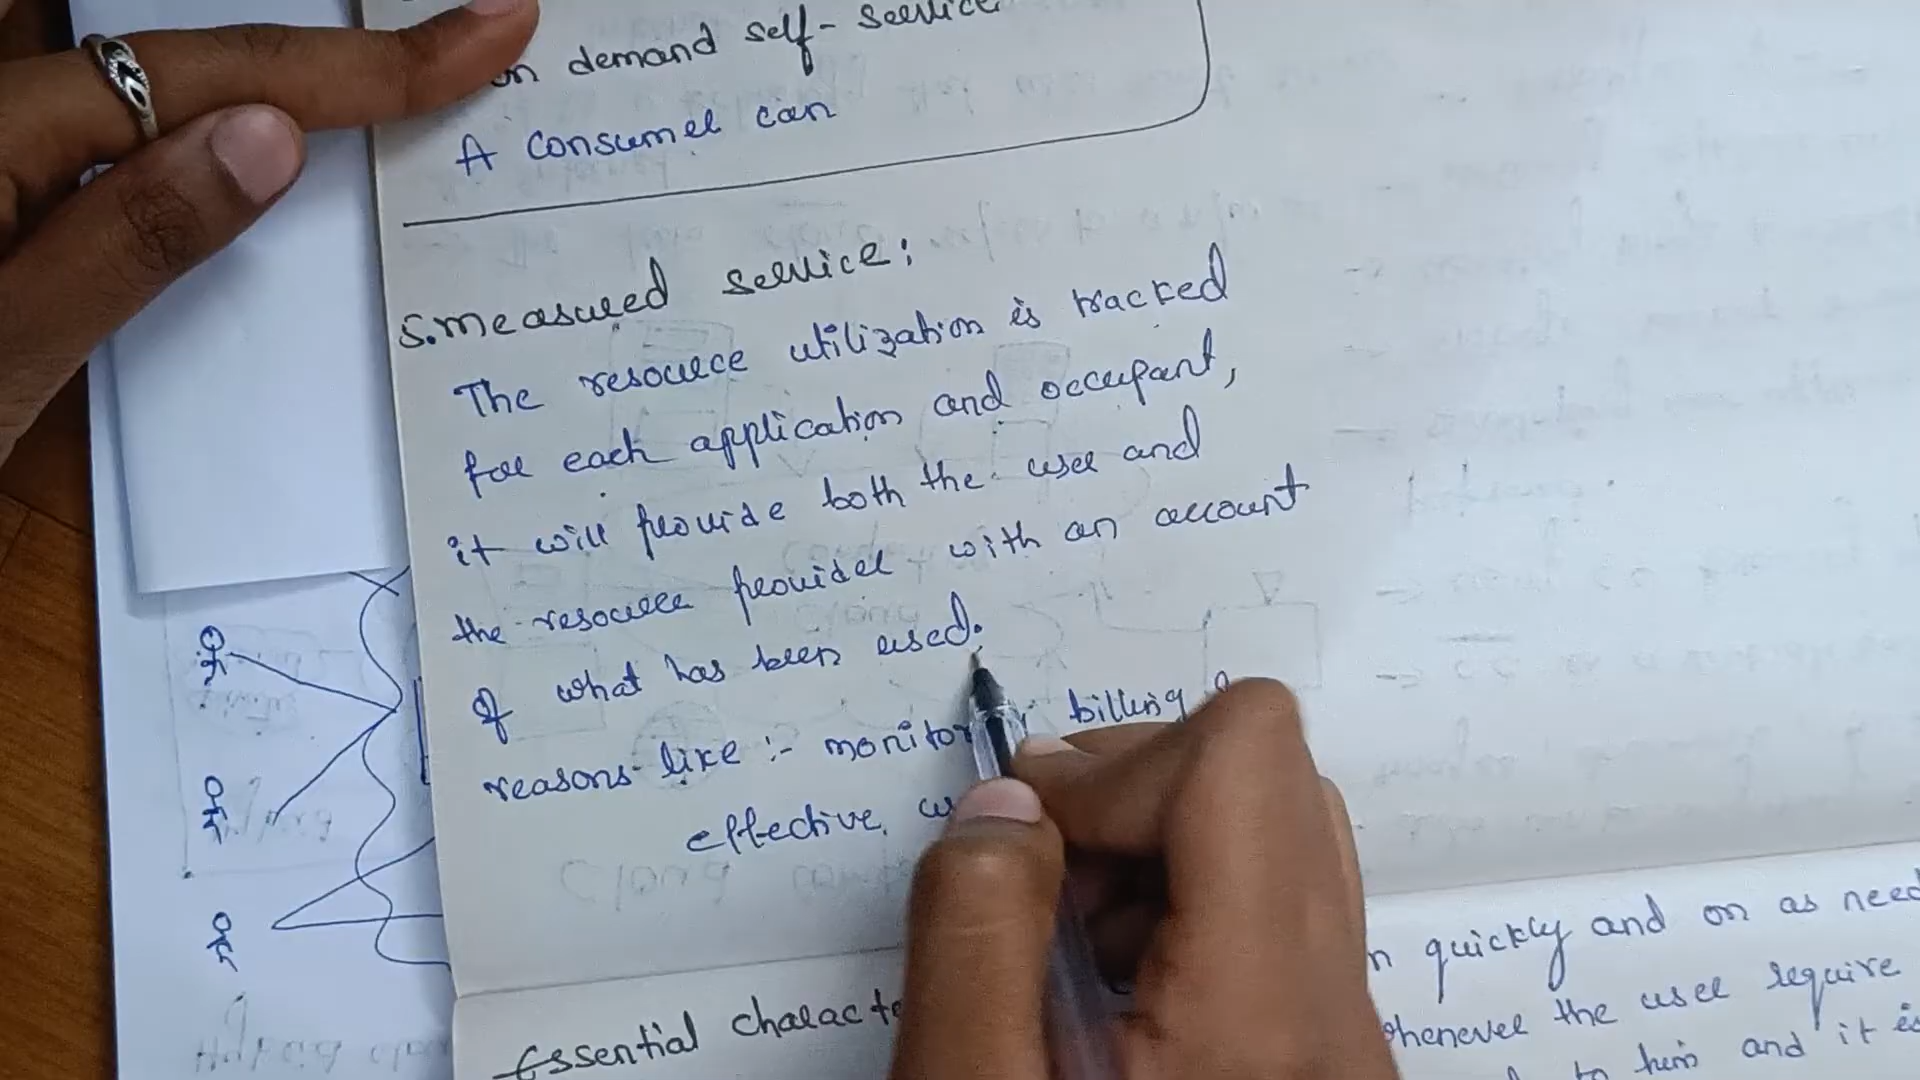 on demand self-service
A consumer can
5.measured service:
The resource utilization is tracked
for each application and occupant,
it will provide both the user and
the resource provider with an account
of what has been used.
reasons like :- monitor billing
effective
Essential
n quickly and on as need
whenever the user require
to him and it is